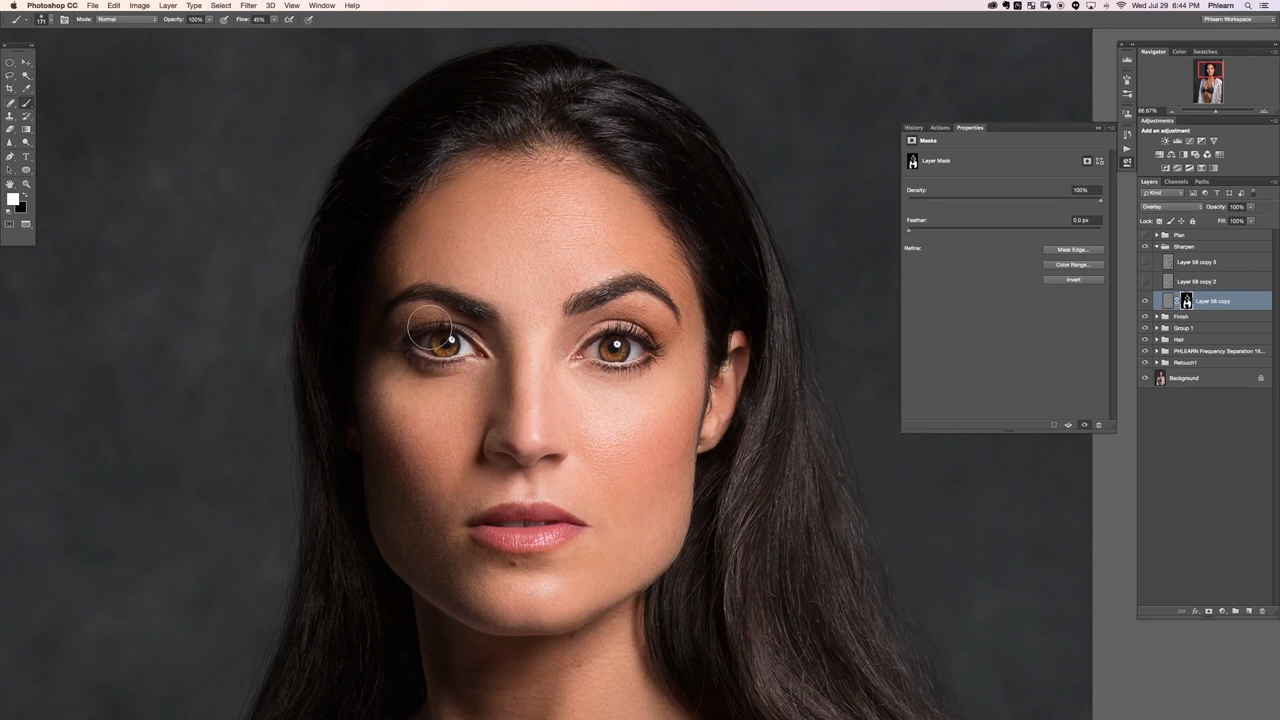 Photoshop CC File Edit Image Layer Type Select Filter 3D View Window Help
Wed Jul 29 6:44 PM Phlearn
171 Mode: Normal Opacity: 100% Flow: 45% Phlearn Workspace
Navigator Color Swatches
66.67%
Adjustments
Add an adjustment
History Actions Properties
Masks
Layer Mask
Density: 100%
Feather: 0.0 px
Refine: Mask Edge...
Color Range...
Invert
Layers Channels Paths
Kind
Overlay Opacity: 100%
Lock: Fill: 100%
Plan
Sharpen
Layer 58 copy 3
Layer 58 copy 2
Layer 58 copy
Finish
Group 1
Hair
PHLEARN Frequency Separation 16...
Retouch1
Background